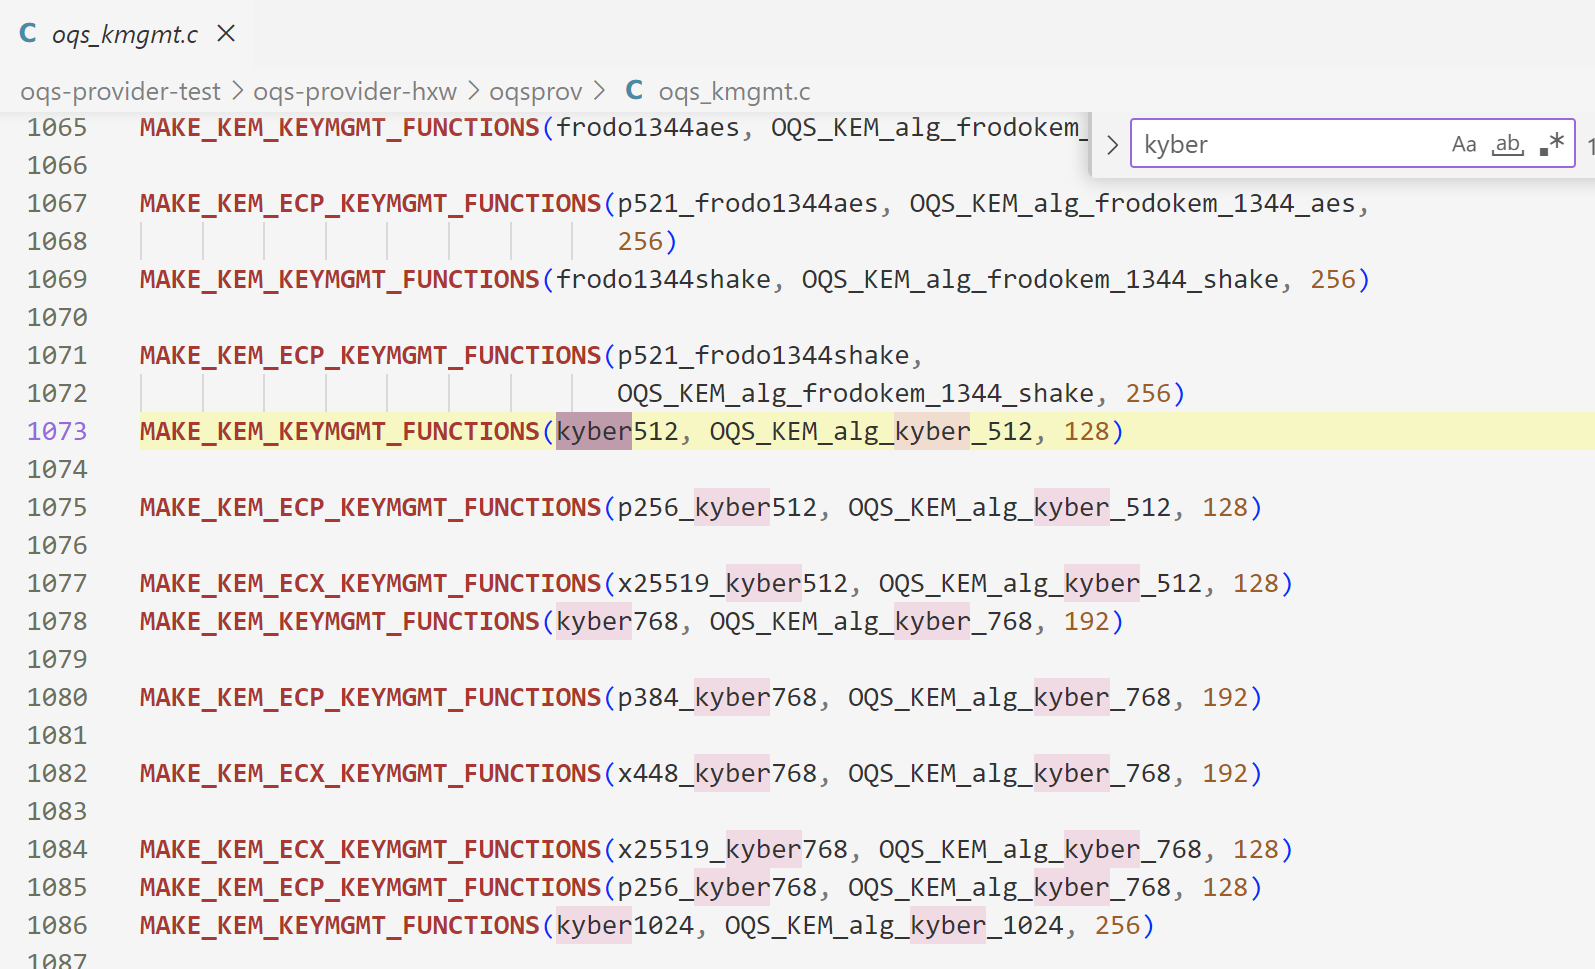 C oqs_kmgmt.c ×
oqs-provider-test > oqs-provider-hxw > oqsprov > C oqs_kmgmt.c
kyber Aa ab .*
1065 MAKE_KEM_KEYMGMT_FUNCTIONS(frodo1344aes, OQS_KEM_alg_frodokem_
1066
1067 MAKE_KEM_ECP_KEYMGMT_FUNCTIONS(p521_frodo1344aes, OQS_KEM_alg_frodokem_1344_aes,
1068 256)
1069 MAKE_KEM_KEYMGMT_FUNCTIONS(frodo1344shake, OQS_KEM_alg_frodokem_1344_shake, 256)
1070
1071 MAKE_KEM_ECP_KEYMGMT_FUNCTIONS(p521_frodo1344shake,
1072 OQS_KEM_alg_frodokem_1344_shake, 256)
1073 MAKE_KEM_KEYMGMT_FUNCTIONS(kyber512, OQS_KEM_alg_kyber_512, 128)
1074
1075 MAKE_KEM_ECP_KEYMGMT_FUNCTIONS(p256_kyber512, OQS_KEM_alg_kyber_512, 128)
1076
1077 MAKE_KEM_ECX_KEYMGMT_FUNCTIONS(x25519_kyber512, OQS_KEM_alg_kyber_512, 128)
1078 MAKE_KEM_KEYMGMT_FUNCTIONS(kyber768, OQS_KEM_alg_kyber_768, 192)
1079
1080 MAKE_KEM_ECP_KEYMGMT_FUNCTIONS(p384_kyber768, OQS_KEM_alg_kyber_768, 192)
1081
1082 MAKE_KEM_ECX_KEYMGMT_FUNCTIONS(x448_kyber768, OQS_KEM_alg_kyber_768, 192)
1083
1084 MAKE_KEM_ECX_KEYMGMT_FUNCTIONS(x25519_kyber768, OQS_KEM_alg_kyber_768, 128)
1085 MAKE_KEM_ECP_KEYMGMT_FUNCTIONS(p256_kyber768, OQS_KEM_alg_kyber_768, 128)
1086 MAKE_KEM_KEYMGMT_FUNCTIONS(kyber1024, OQS_KEM_alg_kyber_1024, 256)
1087